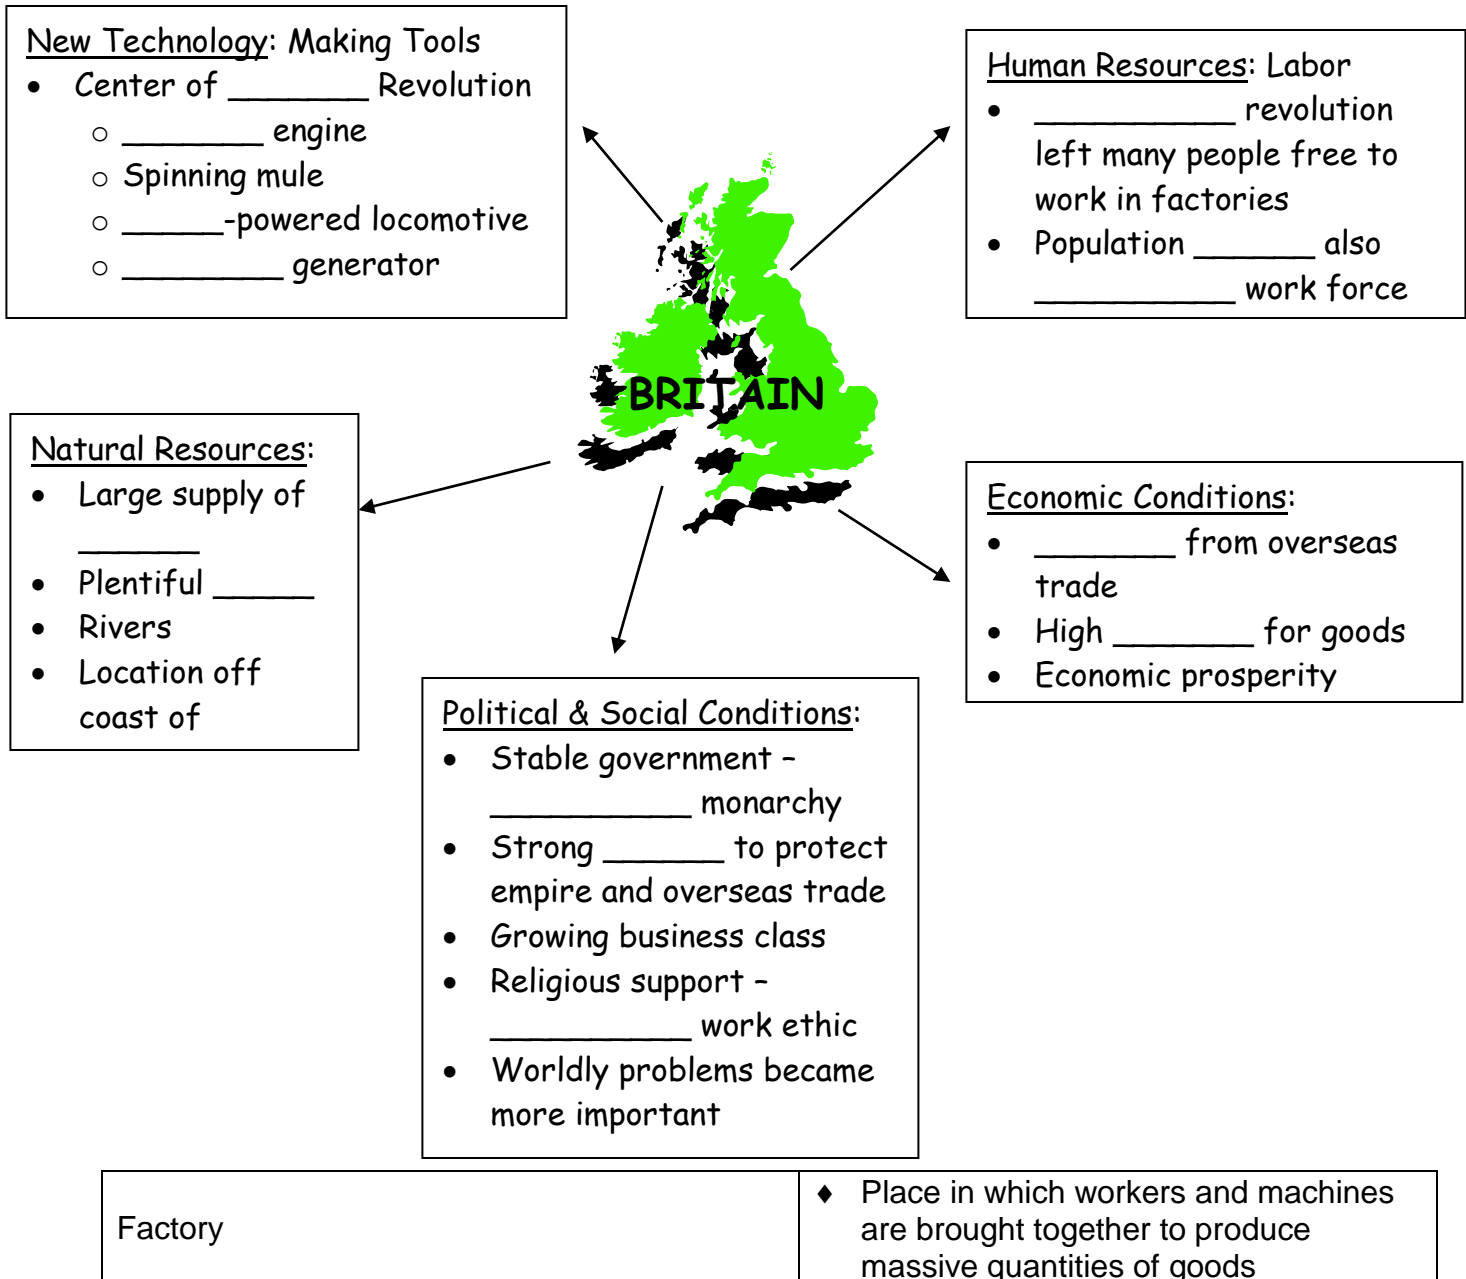 New Technology: Making Tools
• Center of _______ Revolution
o _______ engine
o Spinning mule
o _____-powered locomotive
o ________ generator
Human Resources: Labor
• __________ revolution
left many people free to
work in factories
• Population ______ also
__________ work force
BRITAIN
Natural Resources:
• Large supply of
______
• Plentiful _____
• Rivers
• Location off
coast of
Economic Conditions:
• _______ from overseas
trade
• High _______ for goods
• Economic prosperity
Political & Social Conditions:
• Stable government –
__________ monarchy
• Strong ______ to protect
empire and overseas trade
• Growing business class
• Religious support –
__________ work ethic
• Worldly problems became
more important
Factory
♦ Place in which workers and machines
are brought together to produce
massive quantities of goods